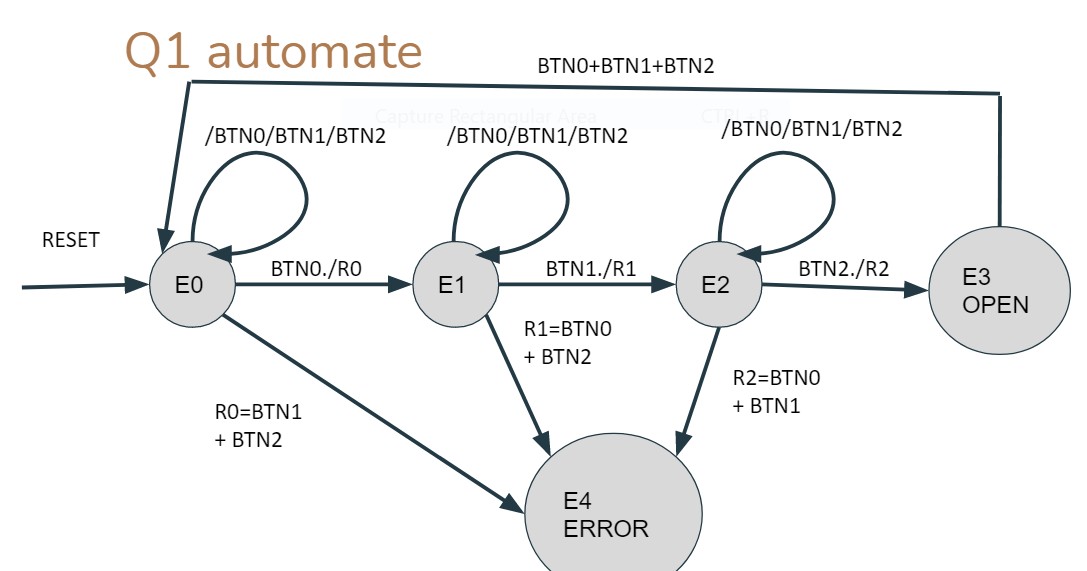 Q1 automate
BTN0+BTN1+BTN2
Capture Rectangular Area
/BTN0/BTN1/BTN2
/BTN0/BTN1/BTN2
/BTN0/BTN1/BTN2
RESET
E0
BTN0./R0
E1
BTN1./R1
E2
BTN2./R2
E3
OPEN
R1=BTN0
+ BTN2
R2=BTN0
+ BTN1
R0=BTN1
+ BTN2
E4
ERROR